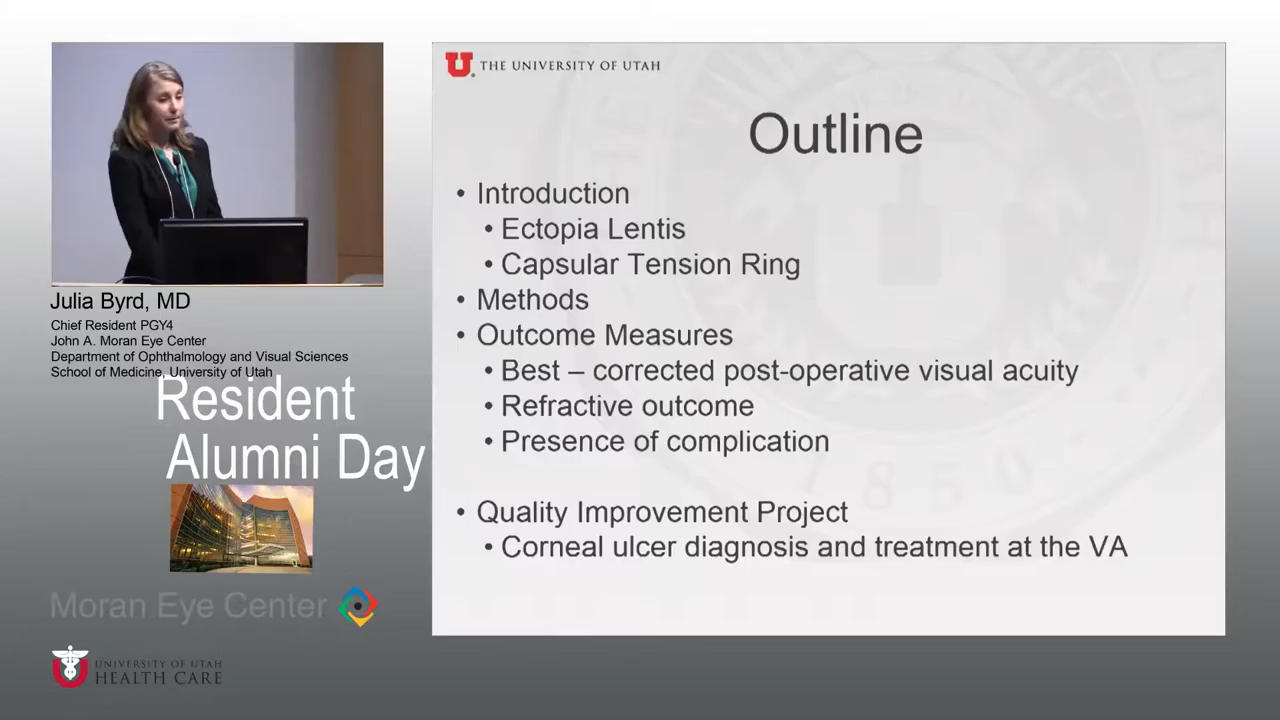 Julia Byrd, MD
Chief Resident PGY4
John A. Moran Eye Center
Department of Ophthalmology and Visual Sciences
School of Medicine, University of Utah
Resident
Alumni Day
Moran Eye Center
UNIVERSITY OF UTAH
HEALTH CARE
THE UNIVERSITY OF UTAH
Outline
• Introduction
• Ectopia Lentis
• Capsular Tension Ring
• Methods
• Outcome Measures
• Best – corrected post-operative visual acuity
• Refractive outcome
• Presence of complication
• Quality Improvement Project
• Corneal ulcer diagnosis and treatment at the VA
1850